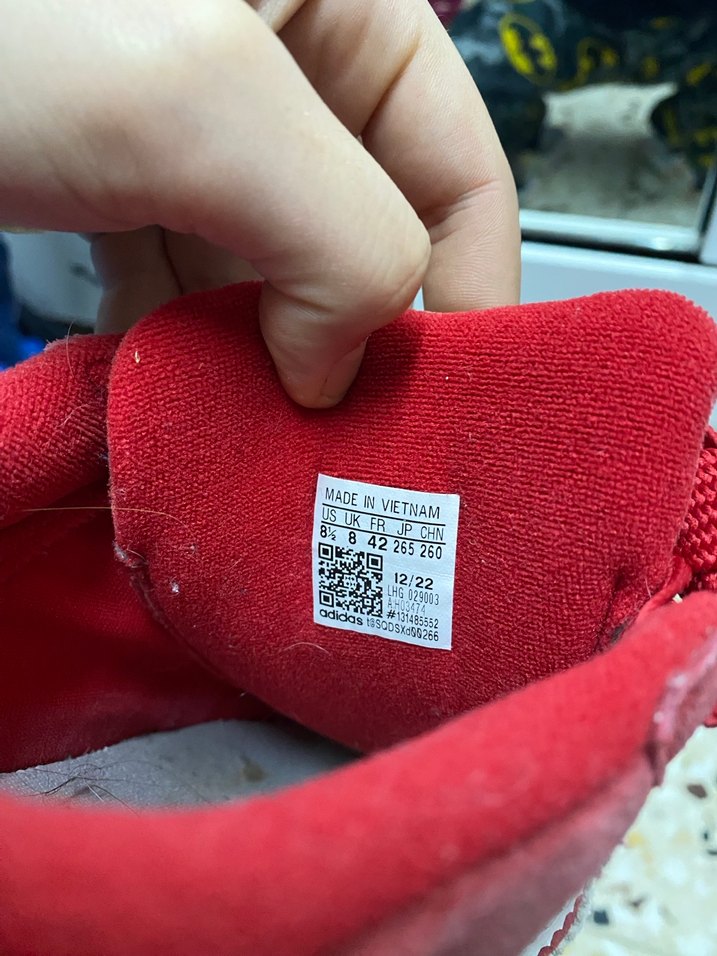 MADE IN VIETNAM
US UK FR JP CHN
8½ 8 42 265 260
12/22
LHG 029003
#131485552
adidas